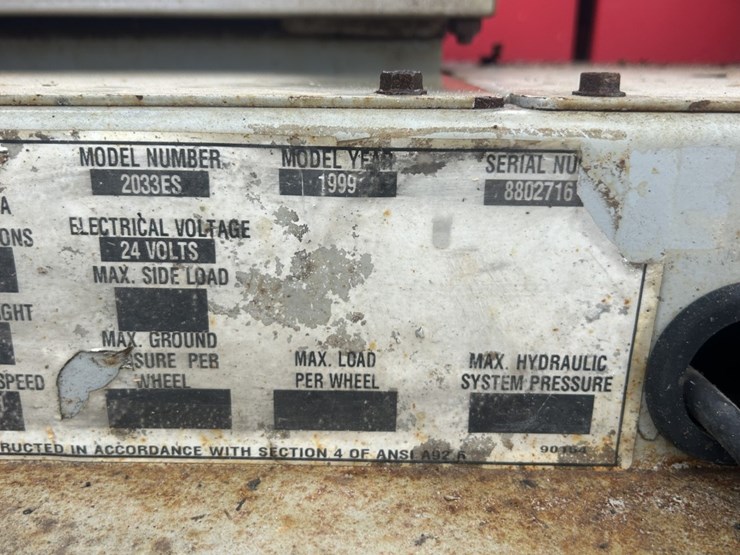 MODEL NUMBER MODEL YEAR SERIAL NU
2033ES 1999 8802716
A
ONS
ELECTRICAL VOLTAGE
24 VOLTS
MAX. SIDE LOAD
GHT
MAX. GROUND
SURE PER
WHEEL
MAX. LOAD
PER WHEEL
MAX. HYDRAULIC
SYSTEM PRESSURE
SPEED
RUCTED IN ACCORDANCE WITH SECTION 4 OF ANSI A92.6